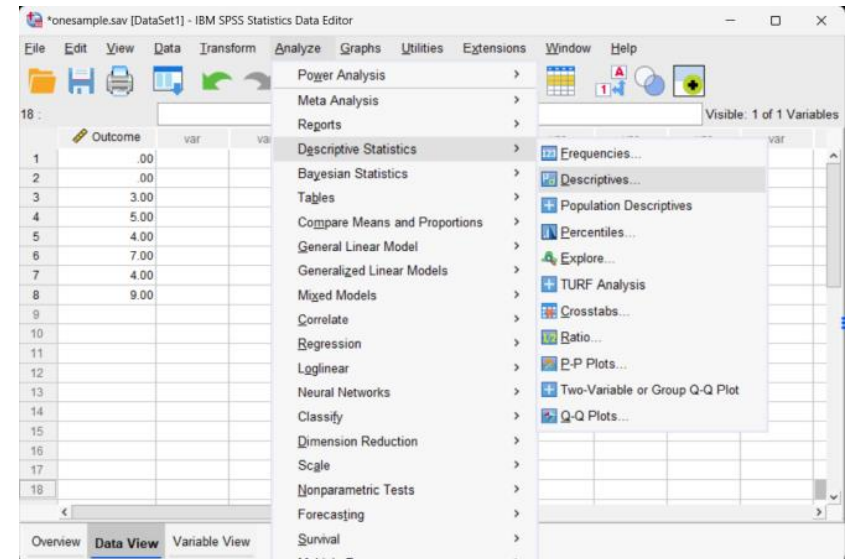 *onesample.sav [DataSet1] - IBM SPSS Statistics Data Editor
File Edit View Data Transform Analyze Graphs Utilities Extensions Window Help
18 :
Visible: 1 of 1 Variables
Outcome var va var
1 .00
2 .00
3 3.00
4 5.00
5 4.00
6 7.00
7 4.00
8 9.00
9
10
11
12
13
14
15
16
17
18
Power Analysis
Meta Analysis
Reports
Descriptive Statistics
Bayesian Statistics
Tables
Compare Means and Proportions
General Linear Model
Generalized Linear Models
Mixed Models
Correlate
Regression
Loglinear
Neural Networks
Classify
Dimension Reduction
Scale
Nonparametric Tests
Forecasting
Survival
Frequencies...
Descriptives...
Population Descriptives
Percentiles...
Explore...
TURF Analysis
Crosstabs...
Ratio...
P-P Plots...
Two-Variable or Group Q-Q Plot
Q-Q Plots...
Overview Data View Variable View